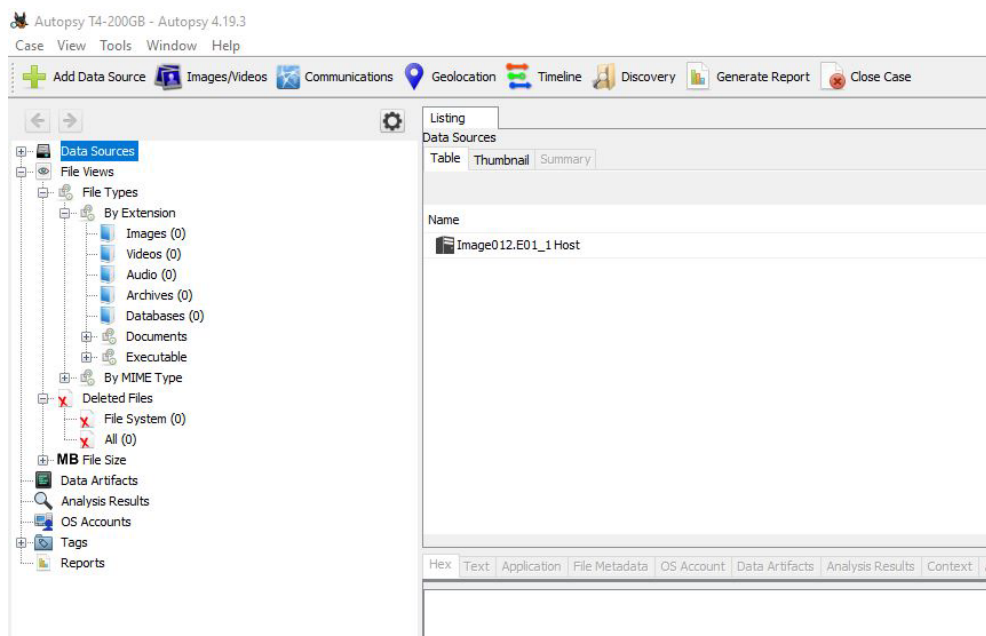 Autopsy T4-200GB - Autopsy 4.19.3
Case View Tools Window Help
Add Data Source Images/Videos Communications Geolocation Timeline Discovery Generate Report Close Case
Listing
Data Sources
Table Thumbnail Summary
Name
Image012.E01_1 Host
Data Sources
File Views
File Types
By Extension
Images (0)
Videos (0)
Audio (0)
Archives (0)
Databases (0)
Documents
Executable
By MIME Type
Deleted Files
File System (0)
All (0)
MB File Size
Data Artifacts
Analysis Results
OS Accounts
Tags
Reports
Hex Text Application File Metadata OS Account Data Artifacts Analysis Results Context